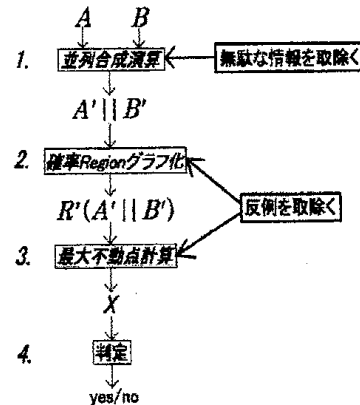 A B
1. 並列合成演算 無駄な情報を取除く
A' || B'
2. 確率Regionグラフ化
R'(A' || B') 反例を取除く
3. 最大不動点計算
X
4. 判定
yes/no